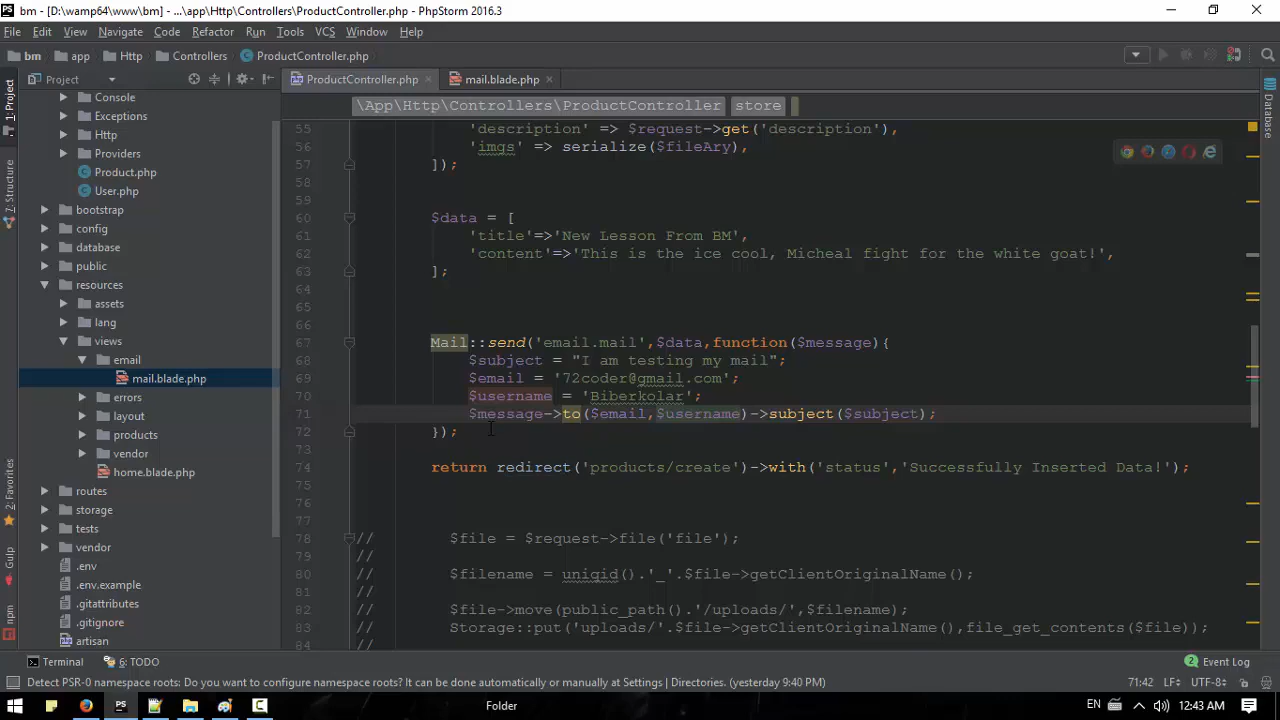 bm - [D:\wamp64\www\bm] - ...\app\Http\Controllers\ProductController.php - PhpStorm 2016.3
File Edit View Navigate Code Refactor Run Tools VCS Window Help
bm app Http Controllers ProductController.php
Project ProductController.php mail.blade.php
\App\Http\Controllers\ProductController store
1: Project
7: Structure
2: Favorites
Gulp
npm
Database
Console
Exceptions
Http
Providers
Product.php
User.php
bootstrap
config
database
public
resources
assets
lang
views
email
mail.blade.php
errors
layout
products
vendor
home.blade.php
routes
storage
tests
vendor
.env
.env.example
.gitattributes
.gitignore
artisan
55 'description' => $request->get('description'),
56 'imgs' => serialize($fileAry),
57 ]);
58
59
60 $data = [
61 'title'=>'New Lesson From BM',
62 'content'=>'This is the ice cool, Micheal fight for the white goat!',
63 ];
64
65
66
67 Mail::send('email.mail',$data,function($message){
68 $subject = "I am testing my mail";
69 $email = '72coder@gmail.com';
70 $username = 'Biberkolar';
71 $message->to($email,$username)->subject($subject);
72 });
73
74 return redirect('products/create')->with('status','Successfully Inserted Data!');
75
76
77
78 // $file = $request->file('file');
79 //
80 // $filename = uniqid().'_'.$file->getClientOriginalName();
81 //
82 // $file->move(public_path().'/uploads/',$filename);
83 // Storage::put('uploads/'.$file->getClientOriginalName(),file_get_contents($file));
84 //
Terminal 6: TODO 2 Event Log
Detect PSR-0 namespace roots: Do you want to configure namespace roots? It can be done automatically or manually at Settings | Directories. (yesterday 9:40 PM) 71:42 LF÷ UTF-8÷
PS Folder EN 12:43 AM